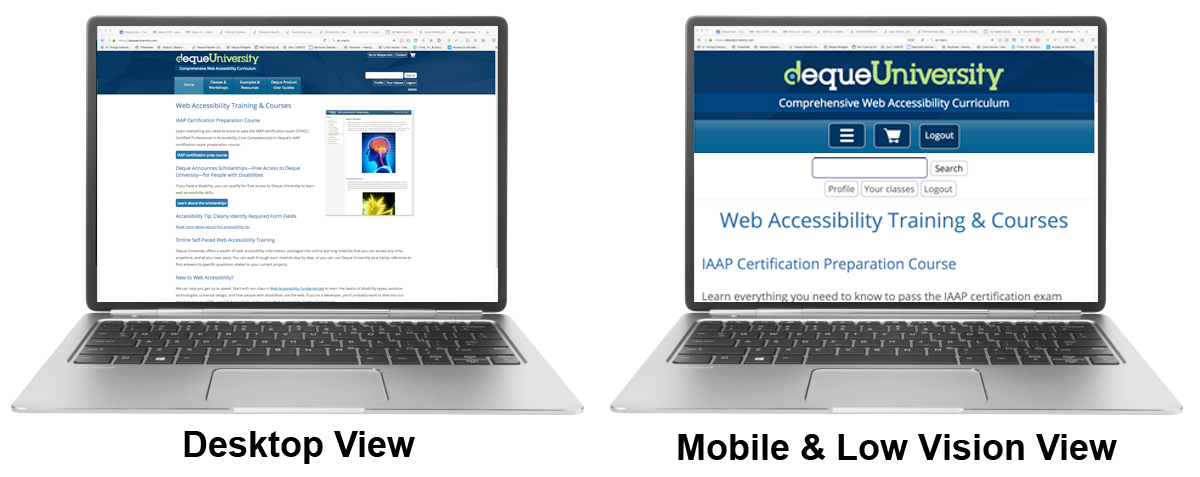 https://dequeuniversity.com
Go to Deque.com
Contact
dequeUniversity
Comprehensive Web Accessibility Curriculum
Search
Home
Classes &
Workshops
Examples &
Resources
Deque Product
User Guides
Profile
Your classes
Logout
Admin
Web Accessibility Training & Courses
IAAP Certification Preparation Course
Learn everything you need to know to pass the IAAP certification exam (CPACC:
Certified Professional in Accessibility Core Competencies) in Deque's IAAP
certification exam preparation course.
IAAP certification prep course
Deque Announces Scholarships—Free Access to Deque
University—for People with Disabilities
If you have a disability, you can qualify for free access to Deque University to learn
web accessibility skills.
Learn about the scholarships
Accessibility Tip: Clearly Identify Required Form Fields
Read more detail about this accessibility tip.
Online Self-Paced Web Accessibility Training
Deque University offers a wealth of web accessibility information, packaged into online learning modules that you can access any time,
anywhere, and at your own pace. You can walk through each module step by step, or you can use Deque University as a handy reference to
find answers to specific questions related to your current projects.
New to Web Accessibility?
We can help you get up to speed. Start with our class in Web Accessibility Fundamentals to learn the basics of disability types, assistive
technologies, universal design, and how people with disabilities use the web. If you're a developer, you'll probably want to dive into our
Desktop View
dequeUniversity
Comprehensive Web Accessibility Curriculum
Logout
Search
Profile
Your classes
Logout
Web Accessibility Training & Courses
IAAP Certification Preparation Course
Learn everything you need to know to pass the IAAP certification exam
Mobile & Low Vision View